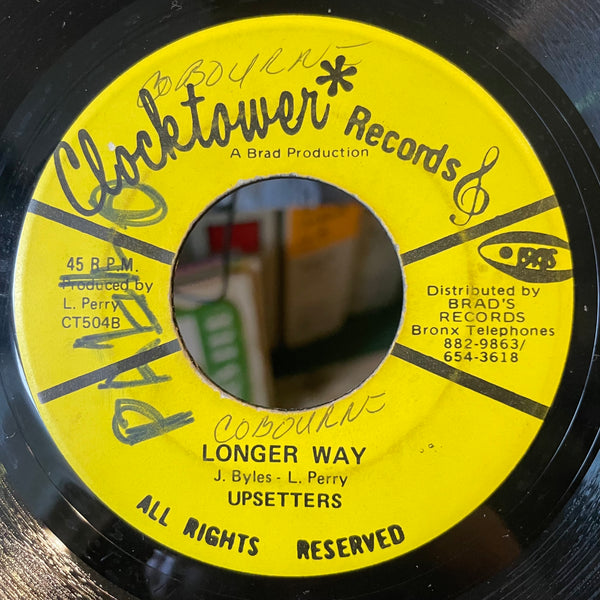 COBOURNE
Clocktower* Records
A Brad Production
45 R.P.M.
Produced by
L. Perry
CT504B
Distributed by
BRAD'S
RECORDS
Bronx Telephones
882-9863/
654-3618
COBOURNE
LONGER WAY
J. Byles - L. Perry
UPSETTERS
ALL RIGHTS RESERVED